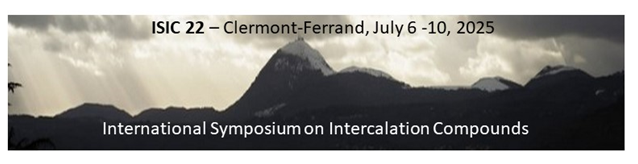 ISIC 22 – Clermont-Ferrand, July 6 -10, 2025
International Symposium on Intercalation Compounds